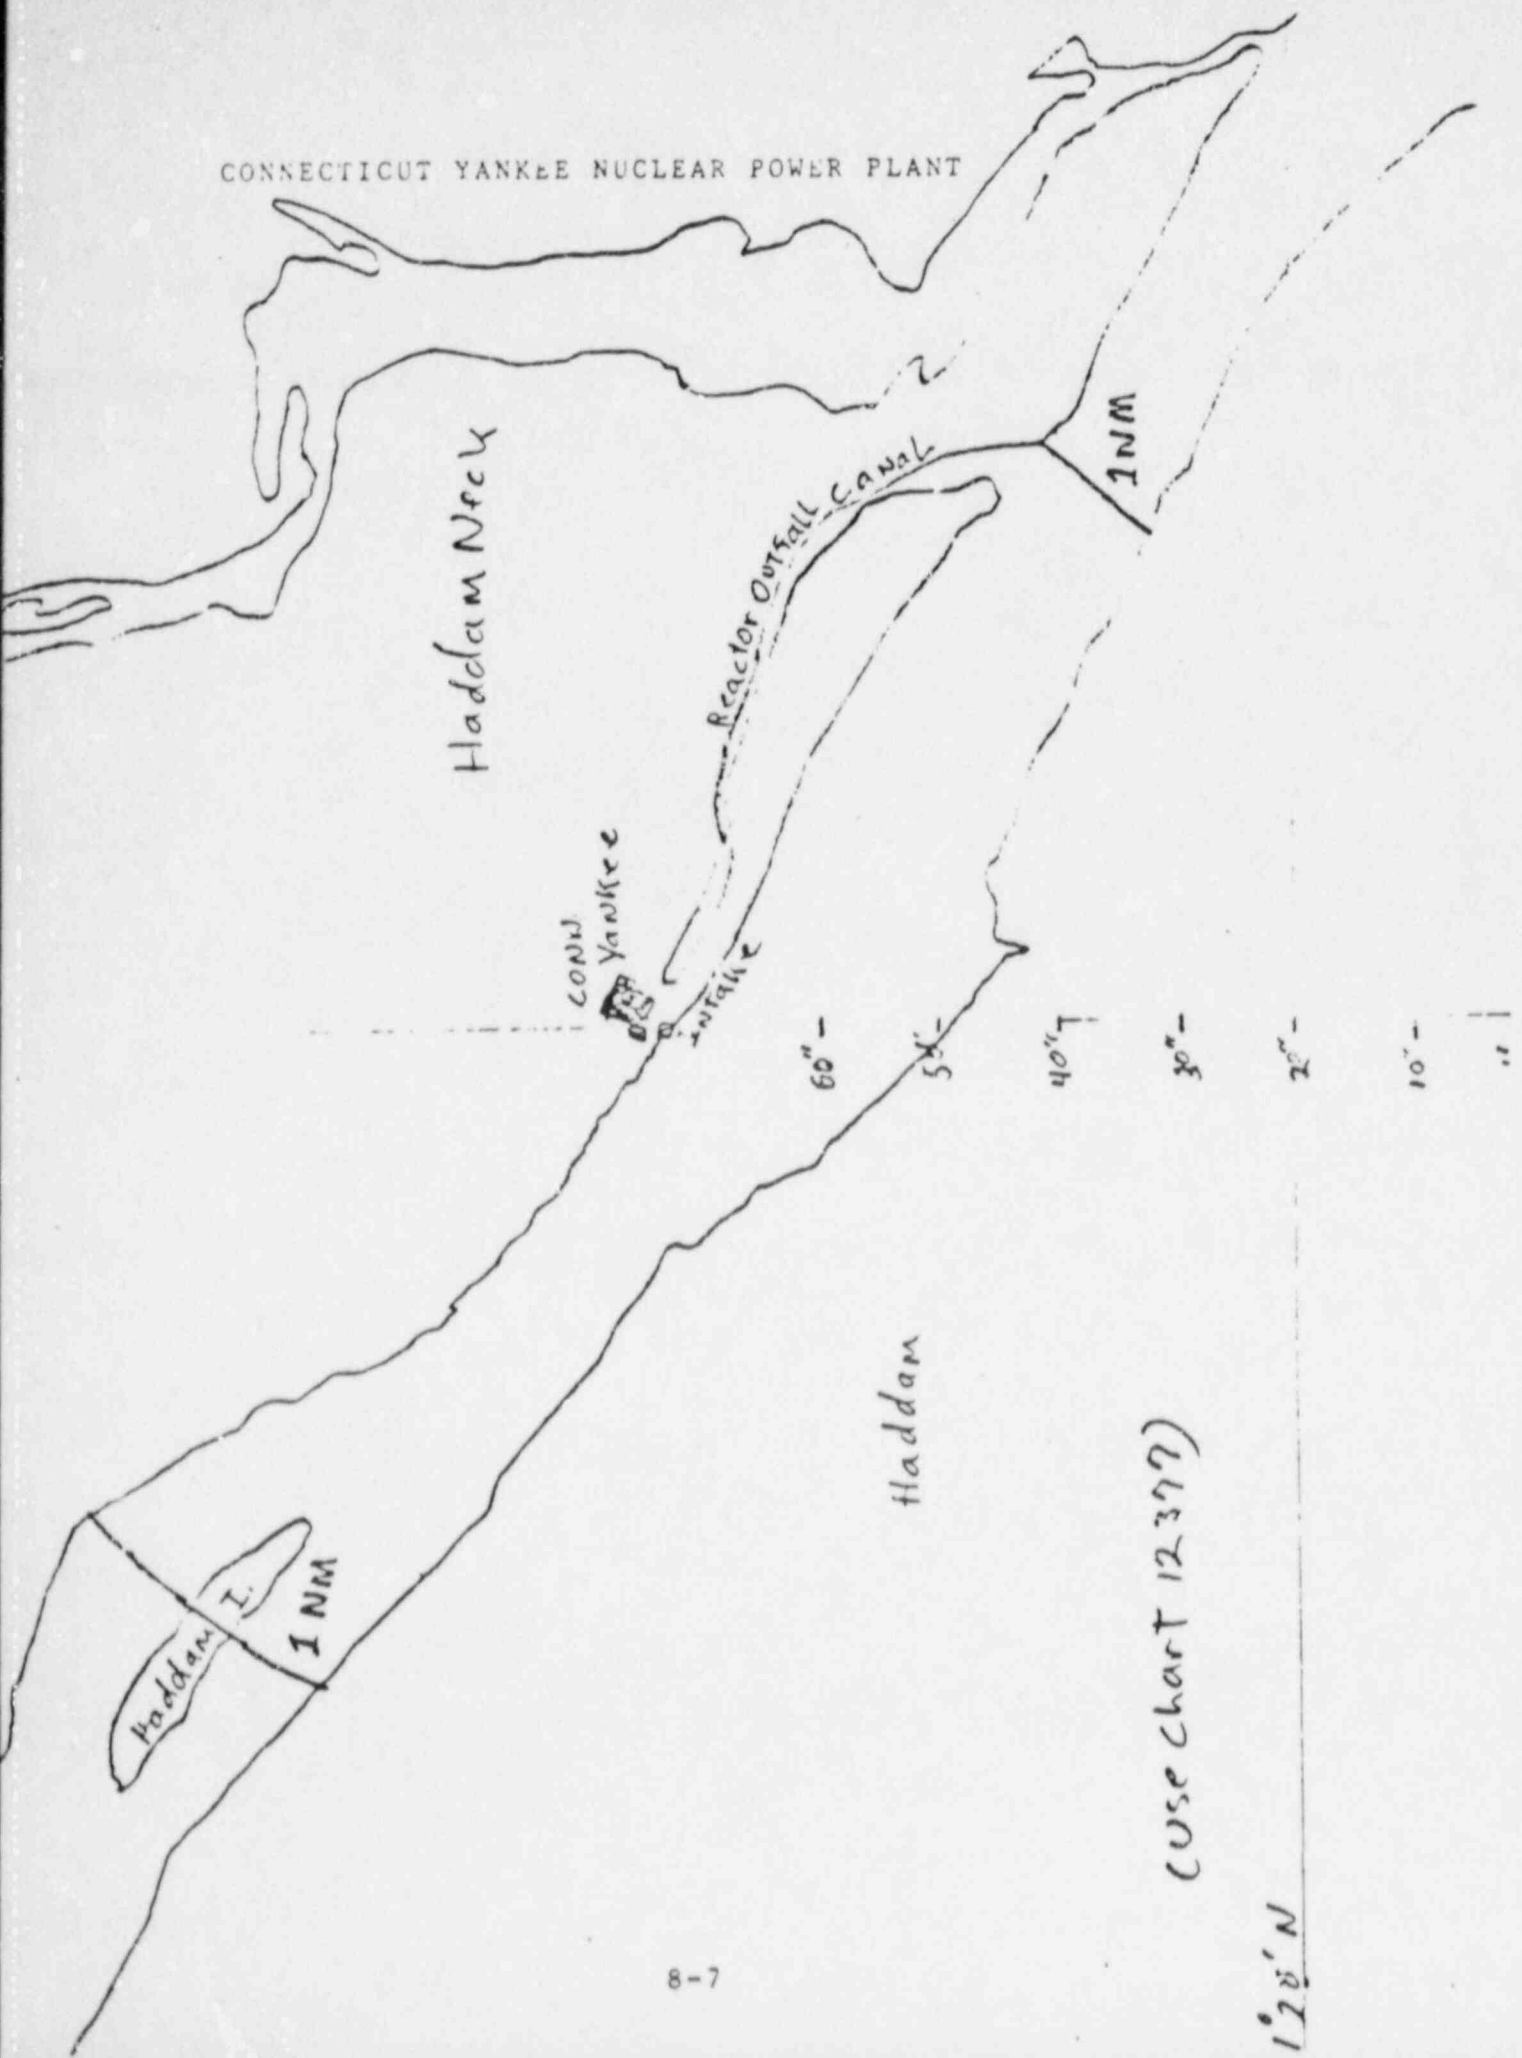 CONNECTICUT YANKEE NUCLEAR POWER PLANT
Haddam Neck
Reactor Outfall Canal
1NM
CONN
Yankee
Intake
60"
40"
30"
20"
10"
Haddam I.
1 NM
Haddam
(Use Chart 12377)
8-7